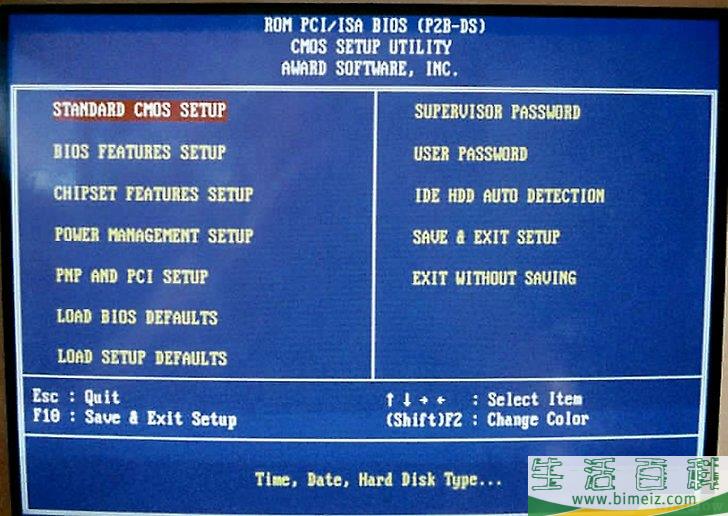 ROM PCI/ISA BIOS (P2B-DS)
CMOS SETUP UTILITY
AWARD SOFTWARE, INC.
STANDARD CMOS SETUP
BIOS FEATURES SETUP
CHIPSET FEATURES SETUP
POWER MANAGEMENT SETUP
PNP AND PCI SETUP
LOAD BIOS DEFAULTS
LOAD SETUP DEFAULTS
SUPERVISOR PASSWORD
USER PASSWORD
IDE HDD AUTO DETECTION
SAVE & EXIT SETUP
EXIT WITHOUT SAVING
Esc : Quit
F10 : Save & Exit Setup
↑ ↓ → ← : Select Item
(Shift)F2 : Change Color
Time, Date, Hard Disk Type...
生活百科
www.bimeiz.com